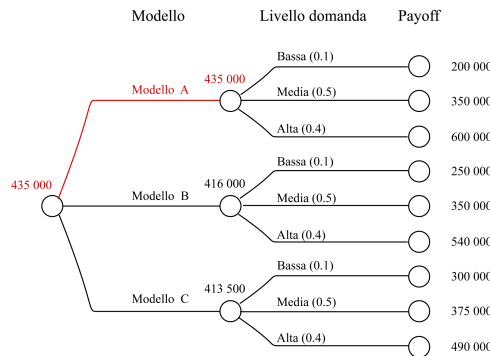 Modello Livello domanda Payoff
Bassa (0.1) 200 000
435 000
Modello A Media (0.5) 350 000
Alta (0.4) 600 000
Bassa (0.1) 250 000
435 000 416 000
Modello B Media (0.5) 350 000
Alta (0.4) 540 000
Bassa (0.1) 300 000
413 500
Modello C Media (0.5) 375 000
Alta (0.4) 490 000